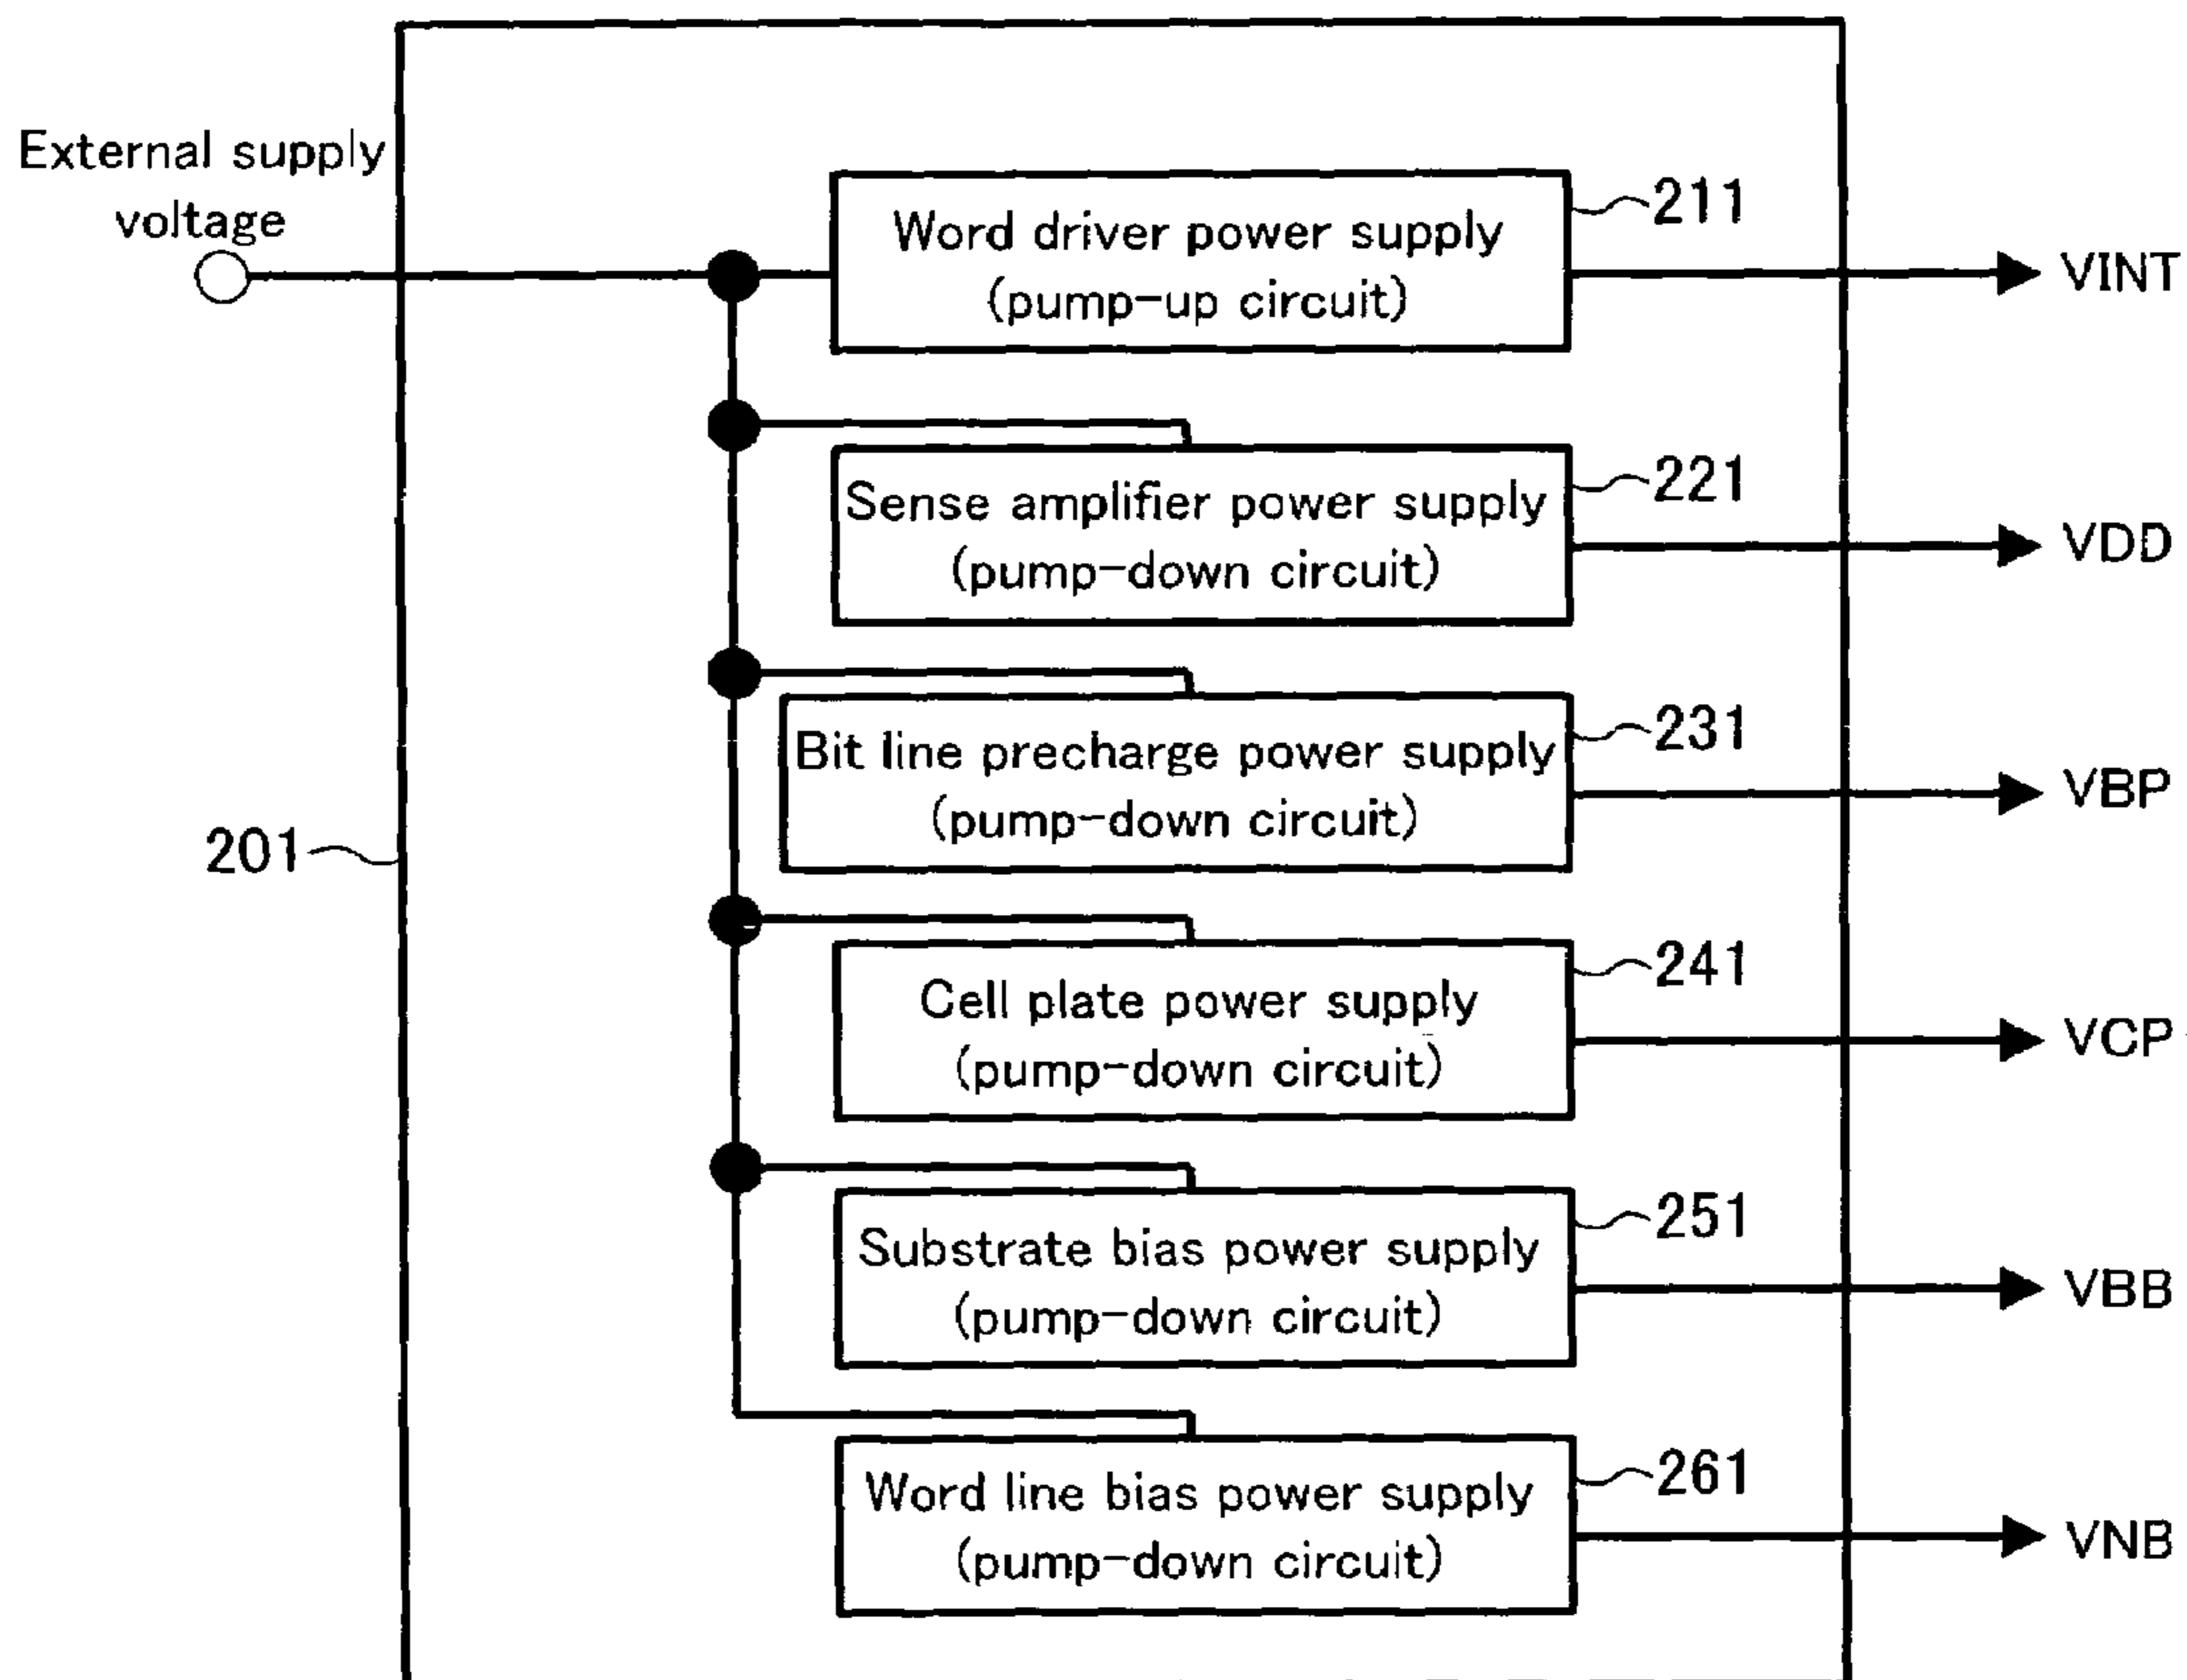 External supply
voltage
Word driver power supply
(pump-up circuit)
211
VINT
Sense amplifier power supply
(pump-down circuit)
221
VDD
Bit line precharge power supply
(pump-down circuit)
231
VBP
201
Cell plate power supply
(pump-down circuit)
241
VCP
Substrate bias power supply
(pump-down circuit)
251
VBB
Word line bias power supply
(pump-down circuit)
261
VNB